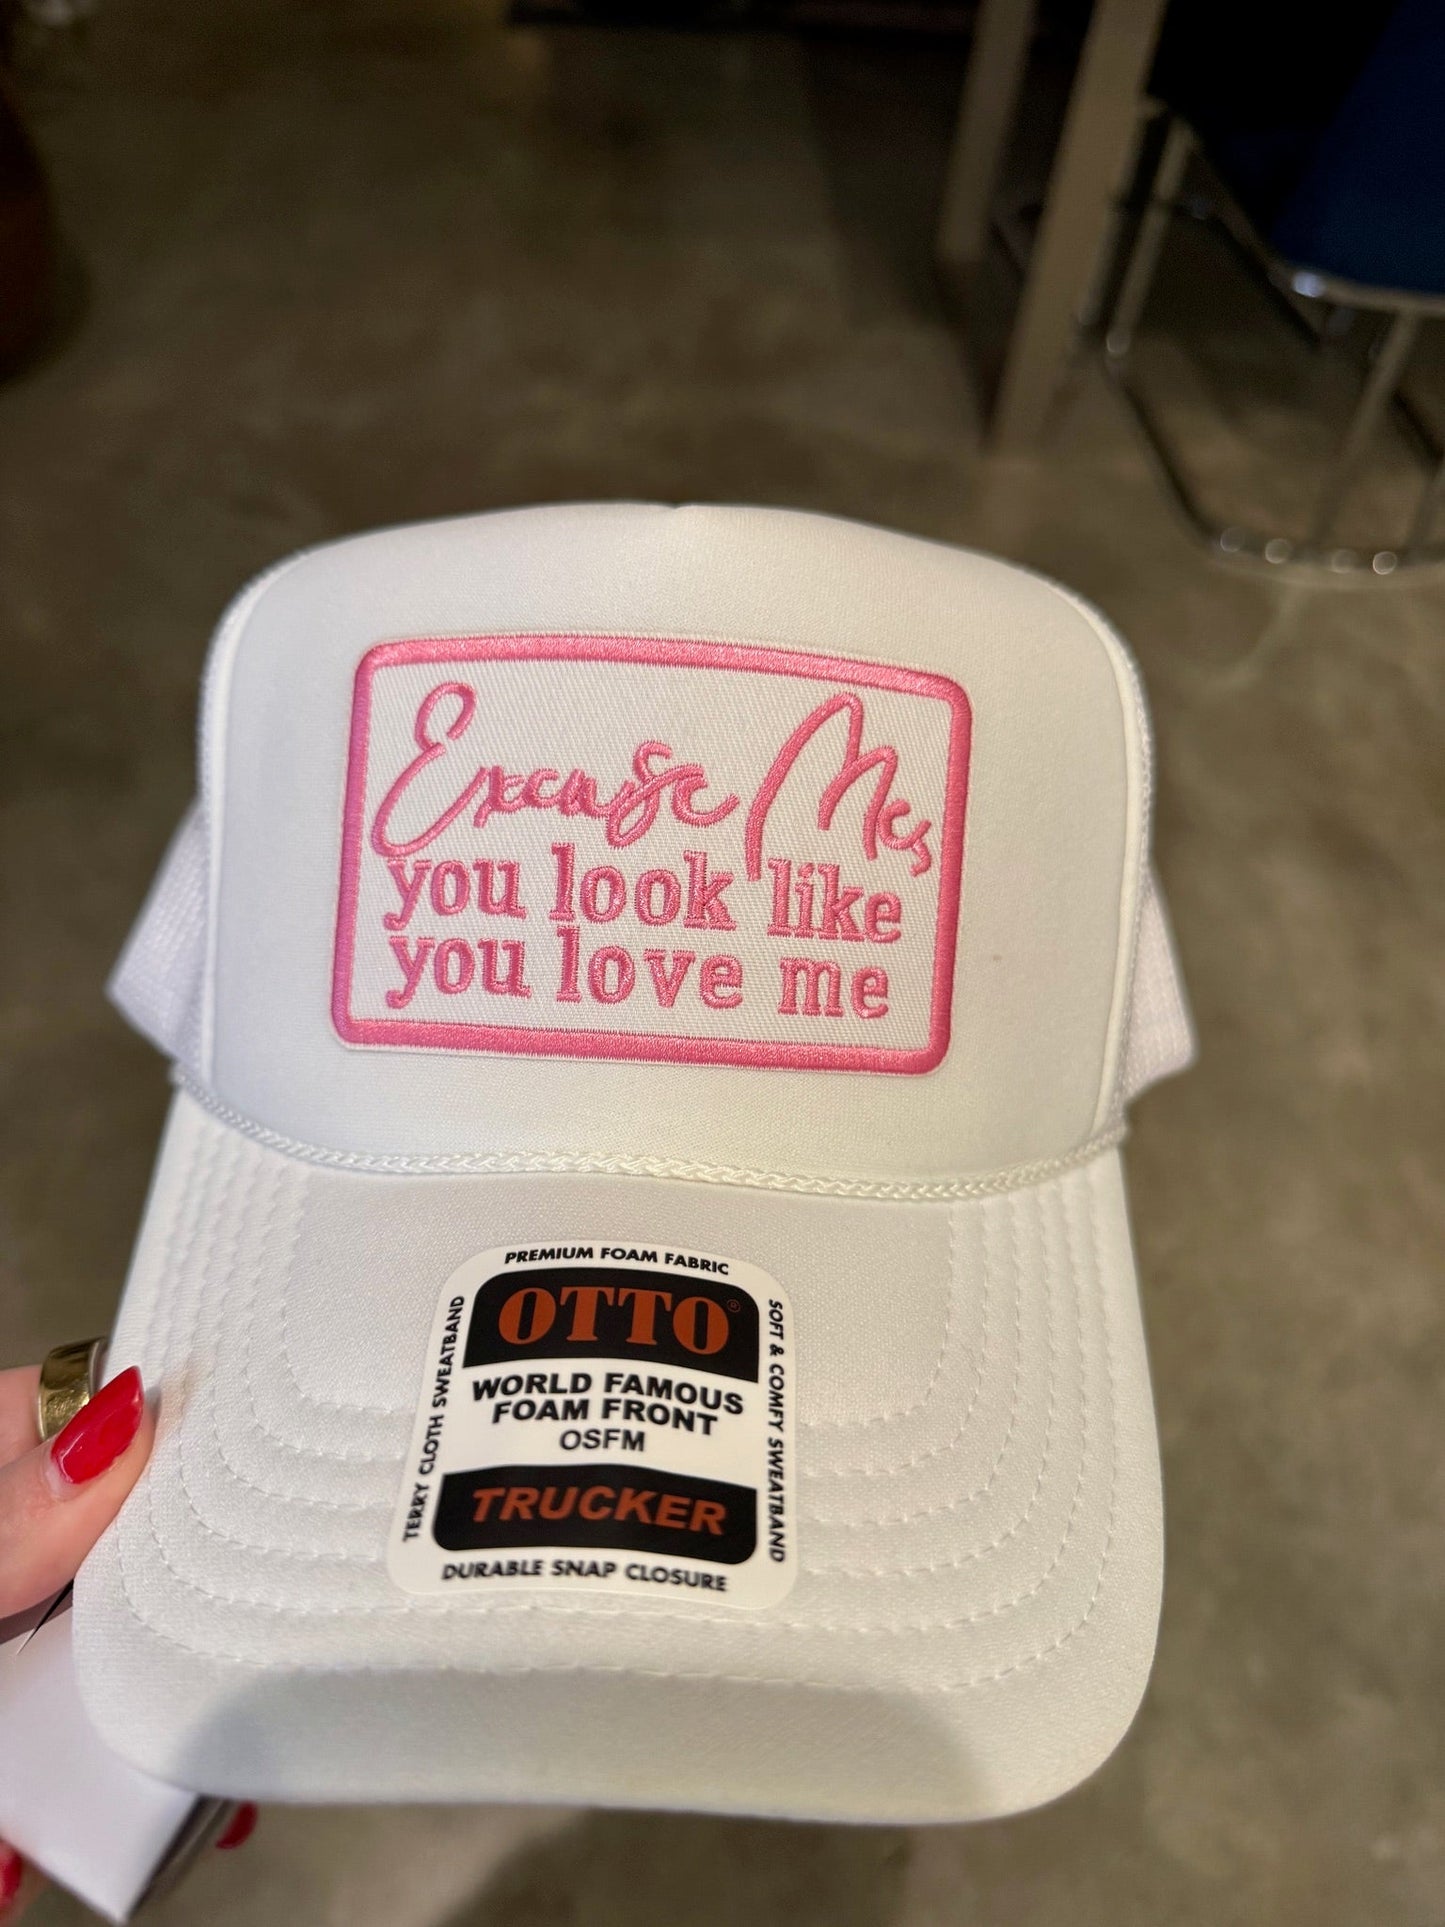 Excuse Me,
you look like
you love me
PREMIUM FOAM FABRIC
OTTO®
WORLD FAMOUS
FOAM FRONT
OSFM
TRUCKER
DURABLE SNAP CLOSURE
TERRY CLOTH SWEATBAND
SOFT & COMFY SWEATBAND